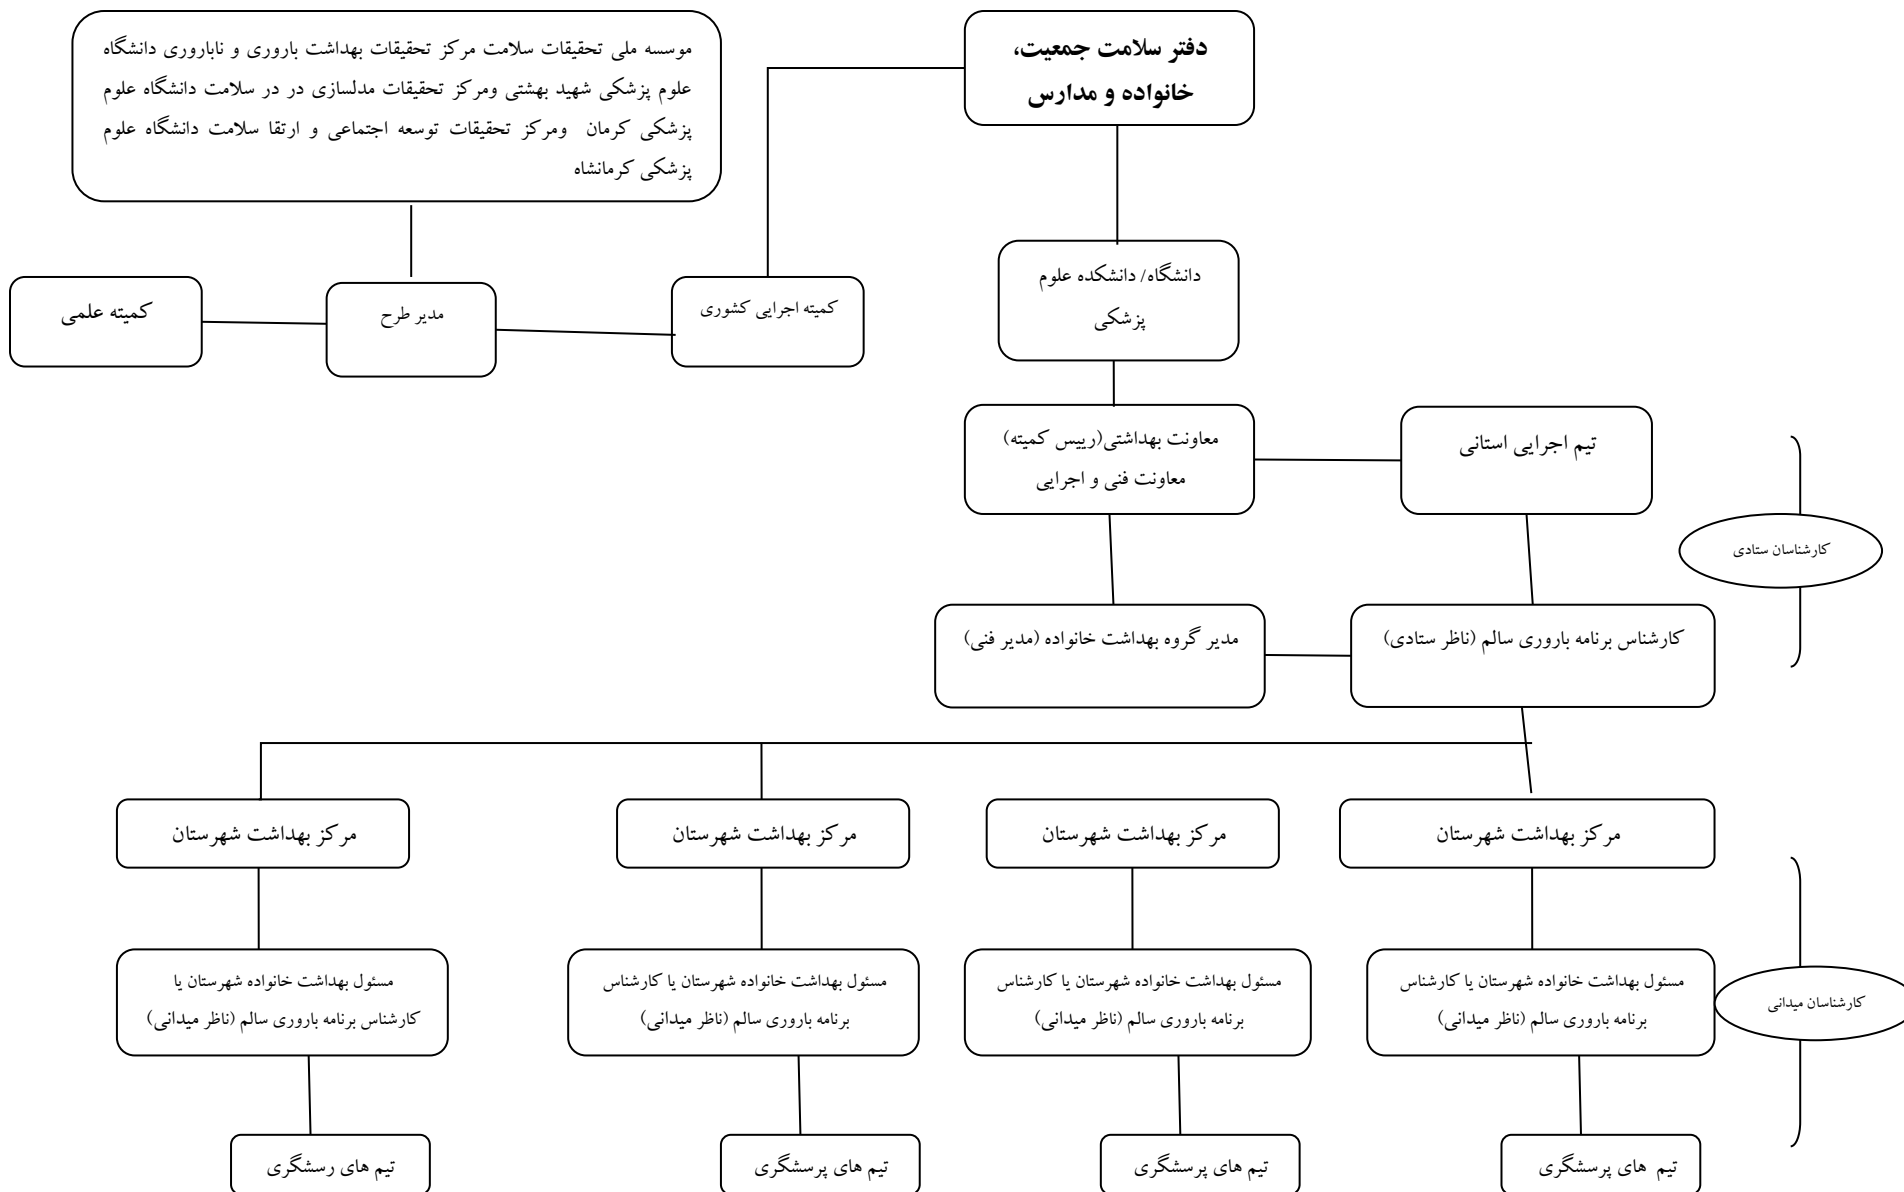 دفتر سلامت جمعیت،
خانواده و مدارس
موسسه ملی تحقیقات سلامت مرکز تحقیقات بهداشت باروری و ناباروری دانشگاه
علوم پزشکی شهید بهشتی ومرکز تحقیقات مدلسازی در در سلامت دانشگاه علوم
پزشکی کرمان ومرکز تحقیقات توسعه اجتماعی و ارتقا سلامت دانشگاه علوم
پزشکی کرمانشاه
دانشگاه/ دانشکده علوم
پزشکی
کمیته اجرایی کشوری
مدیر طرح
کمیته علمی
تیم اجرایی استانی
معاونت بهداشتی(رییس کمیته)
معاونت فنی و اجرایی
کارشناسان ستادی
کارشناس برنامه باروری سالم (ناظر ستادی)
مدیر گروه بهداشت خانواده (مدیر فنی)
مرکز بهداشت شهرستان
مرکز بهداشت شهرستان
مرکز بهداشت شهرستان
مرکز بهداشت شهرستان
کارشناسان میدانی
مسئول بهداشت خانواده شهرستان یا کارشناس
برنامه باروری سالم (ناظر میدانی)
مسئول بهداشت خانواده شهرستان یا کارشناس
برنامه باروری سالم (ناظر میدانی)
مسئول بهداشت خانواده شهرستان یا کارشناس
برنامه باروری سالم (ناظر میدانی)
مسئول بهداشت خانواده شهرستان یا
کارشناس برنامه باروری سالم (ناظر میدانی)
تیم های پرسشگری
تیم های پرسشگری
تیم های پرسشگری
تیم های رسشگری